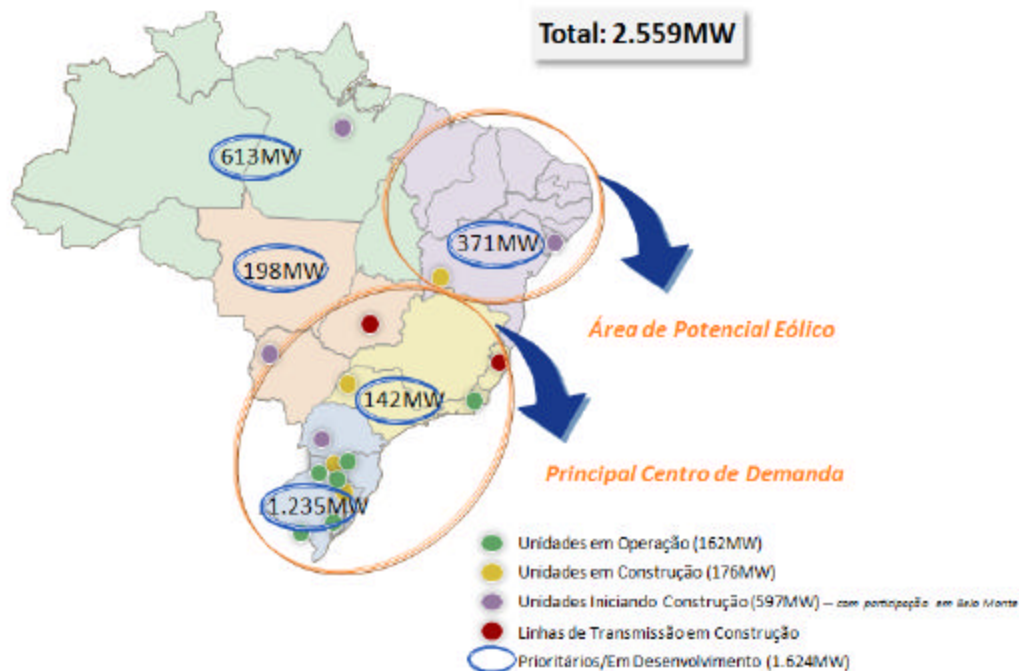 Total: 2.559MW
613MW
371MW
198MW
Área de Potencial Eólico
142MW
Principal Centro de Demanda
1.235MW
Unidades em Operação (162MW)
Unidades em Construção (176MW)
Unidades Iniciando Construção (597MW) – com participação em Belo Monte
Linhas de Transmissão em Construção
Prioritários/Em Desenvolvimento (1.624MW)